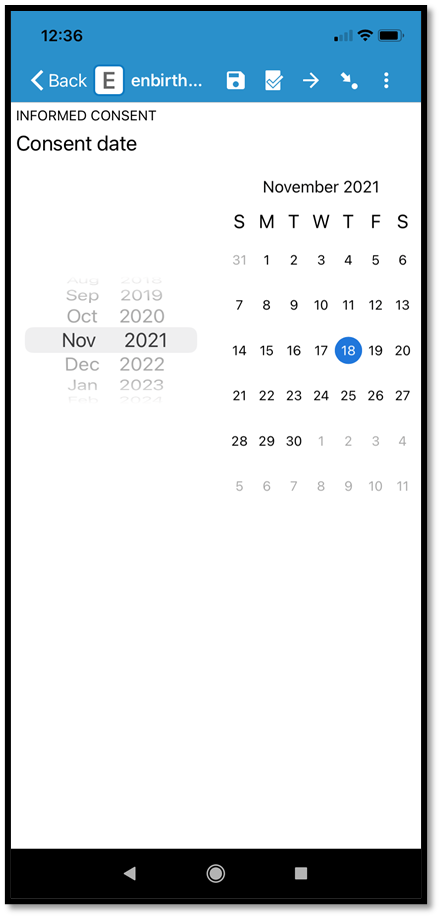 12:36
Back E enbirth...
INFORMED CONSENT
Consent date
November 2021
S M T W T F S
31 1 2 3 4 5 6
7 8 9 10 11 12 13
14 15 16 17 18 19 20
21 22 23 24 25 26 27
28 29 30 1 2 3 4
5 6 7 8 9 10 11
Aug 2018
Sep 2019
Oct 2020
Nov 2021
Dec 2022
Jan 2023
Feb 2024